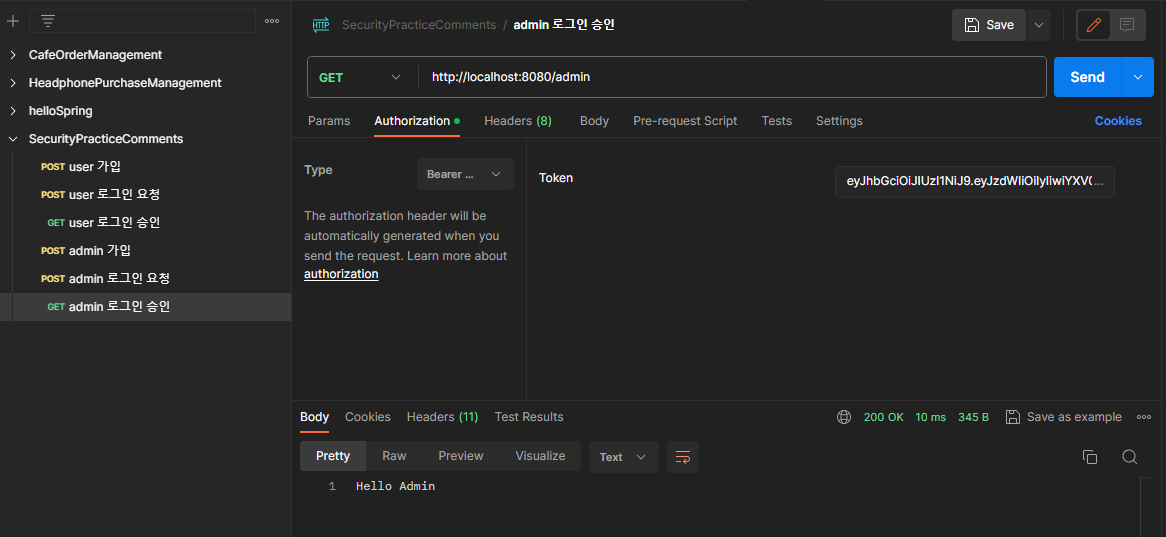 SecurityPracticeComments / admin 로그인 승인
Save
CafeOrderManagement
HeadphonePurchaseManagement
helloSpring
SecurityPracticeComments
POST user 가입
POST user 로그인 요청
GET user 로그인 승인
POST admin 가입
POST admin 로그인 요청
GET admin 로그인 승인
HTTP
GET http://localhost:8080/admin
Send
Params Authorization Headers (8) Body Pre-request Script Tests Settings Cookies
Type Bearer ...
The authorization header will be
automatically generated when you
send the request. Learn more about
authorization
Token
Body Cookies Headers (11) Test Results 200 OK 10 ms 345 B Save as example
Pretty Raw Preview Visualize Text
1 Hello Admin